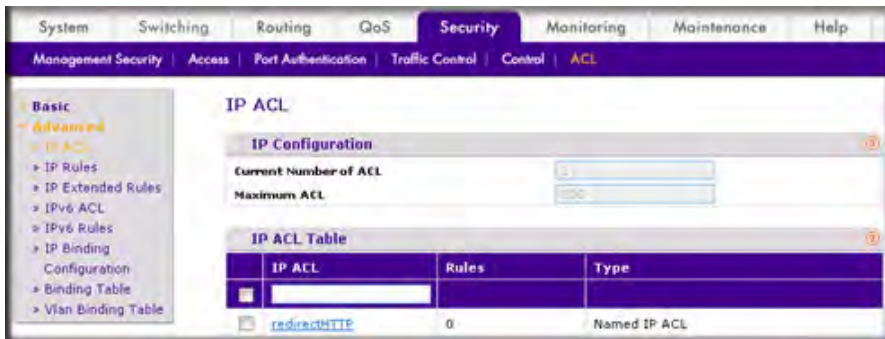 System Switching Routing QoS Security Monitoring Maintenance Help
Management Security Access Port Authentication Traffic Control Control ACL
Basic
Advanced
» IP ACL
» IP Rules
» IP Extended Rules
» IPv6 ACL
» IPv6 Rules
» IP Binding
Configuration
» Binding Table
» Vlan Binding Table
IP ACL
IP Configuration
Current Number of ACL
Maximum ACL
IP ACL Table
IP ACL Rules Type
redirectHTTP 0 Named IP ACL